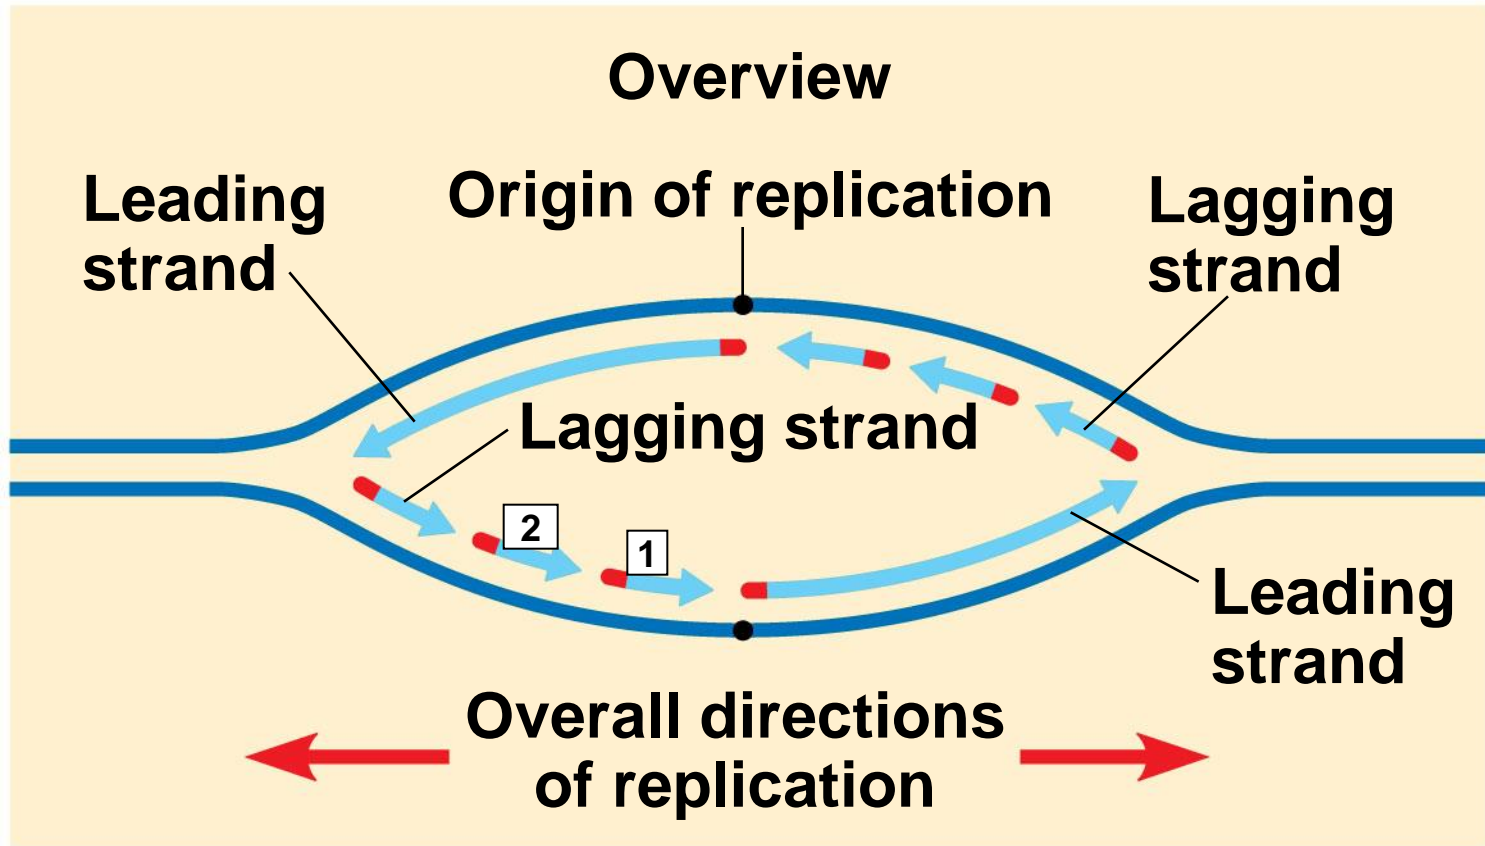 Overview
Leading
strand
Origin of replication
Lagging
strand
Lagging strand
2
1
Leading
strand
Overall directions
of replication